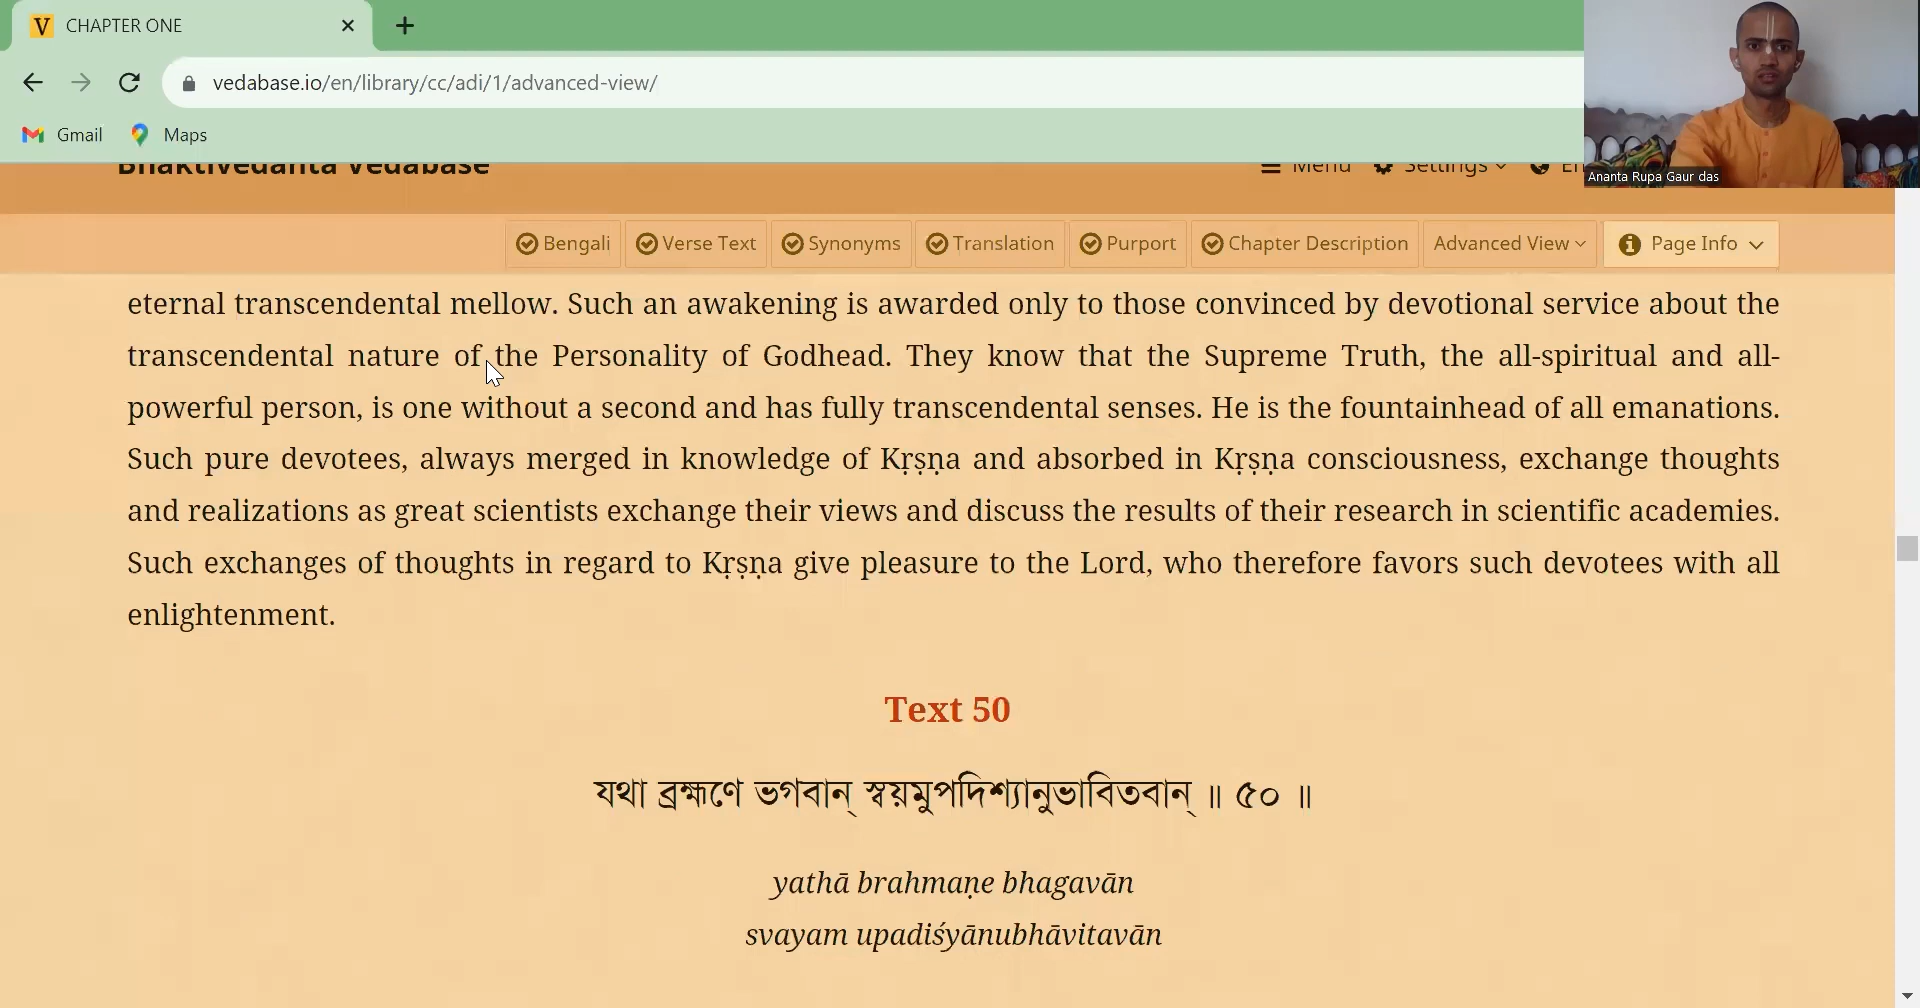 CHAPTER ONE
vedabase.io/en/library/cc/adi/1/advanced-view/
Gmail Maps
Bhaktivedanta Vedabase Menu Settings
Ananta Rupa Gaur das
Bengali Verse Text Synonyms Translation Purport Chapter Description Advanced View Page Info
eternal transcendental mellow. Such an awakening is awarded only to those convinced by devotional service about the
transcendental nature of the Personality of Godhead. They know that the Supreme Truth, the all-spiritual and all-
powerful person, is one without a second and has fully transcendental senses. He is the fountainhead of all emanations.
Such pure devotees, always merged in knowledge of Kṛṣṇa and absorbed in Kṛṣṇa consciousness, exchange thoughts
and realizations as great scientists exchange their views and discuss the results of their research in scientific academies.
Such exchanges of thoughts in regard to Kṛṣṇa give pleasure to the Lord, who therefore favors such devotees with all
enlightenment.
Text 50
যথা ব্রহ্মণে ভগবান্ স্বয়মুপদিশ্যানুভাবিতবান্ ॥ ৫০ ॥
yathā brahmaṇe bhagavān
svayam upadiśyānubhāvitavān